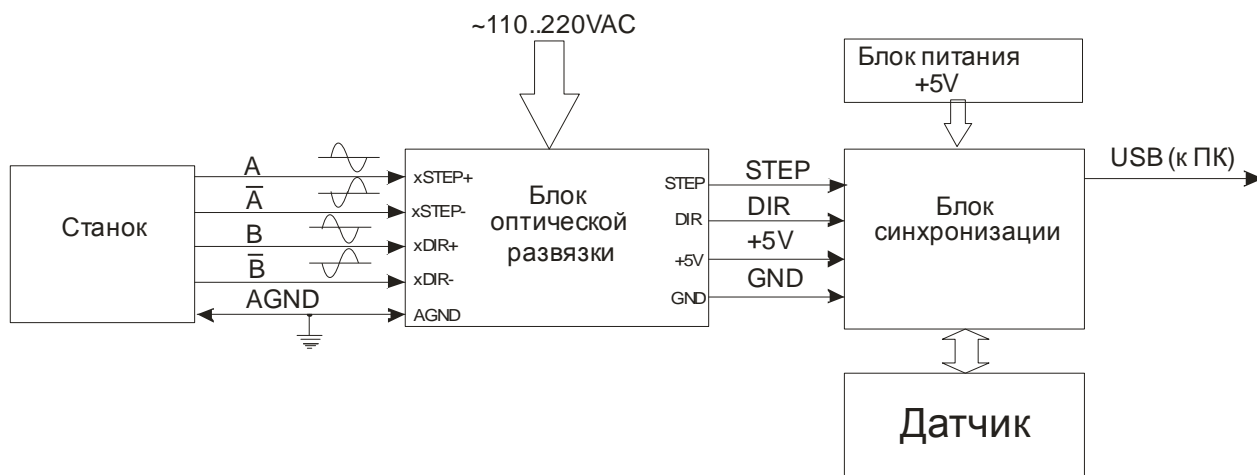 ~110..220VAC
Блок питания
+5V
Станок
A
A̅
B
B̅
AGND
xSTEP+
xSTEP-
xDIR+
xDIR-
AGND
Блок
оптической
развязки
STEP
DIR
+5V
GND
STEP
DIR
+5V
GND
Блок
синхронизации
USB (к ПК)
Датчик